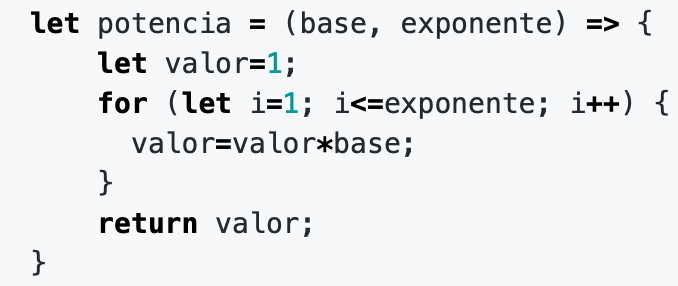 let potencia = (base, exponente) => {
    let valor=1;
    for (let i=1; i<=exponente; i++) {
      valor=valor*base;
    }
    return valor;
}